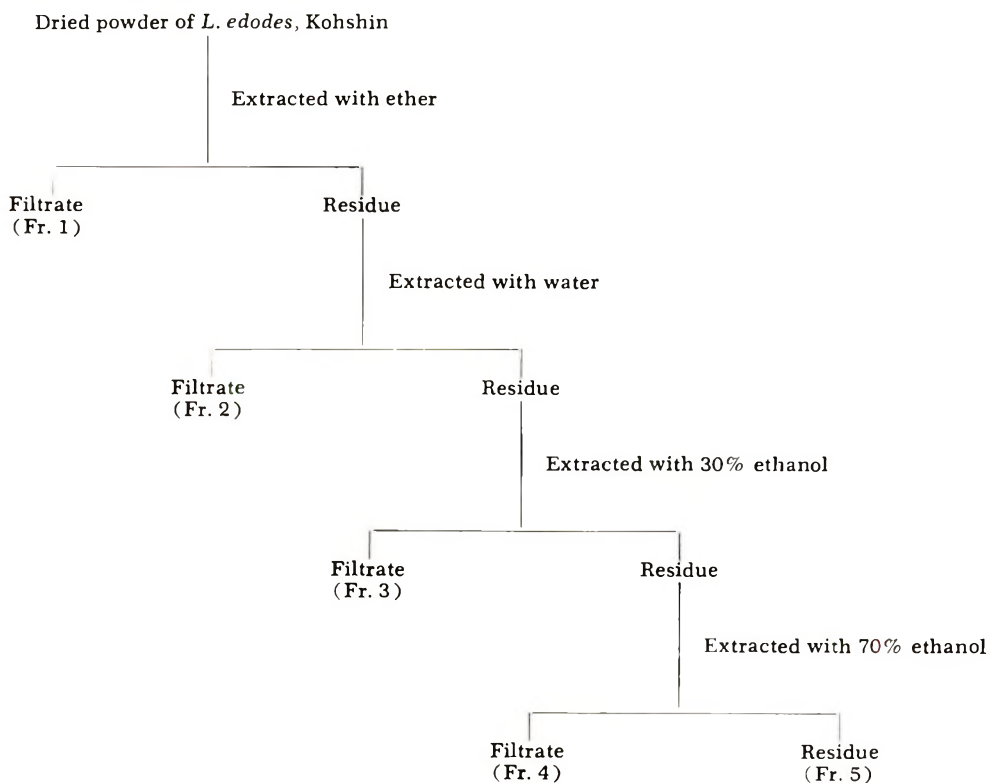 Dried powder of L. edodes, Kohshin
Extracted with ether
Filtrate
(Fr. 1)
Residue
Extracted with water
Filtrate
(Fr. 2)
Residue
Extracted with 30% ethanol
Filtrate
(Fr. 3)
Residue
Extracted with 70% ethanol
Filtrate
(Fr. 4)
Residue
(Fr. 5)